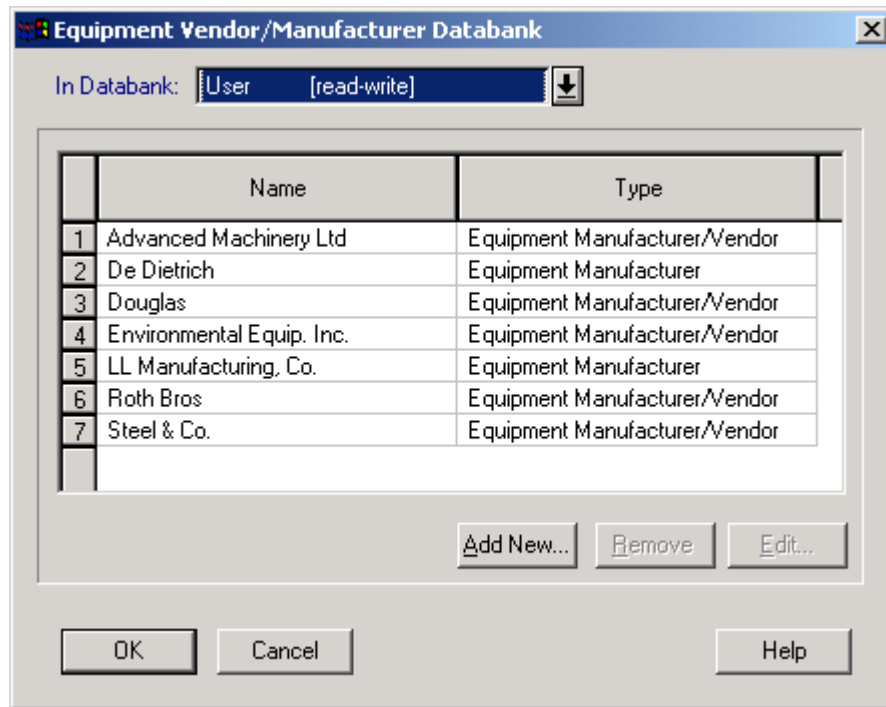 Equipment Vendor/Manufacturer Databank
In Databank: User [read-write]
Name Type
1 Advanced Machinery Ltd Equipment Manufacturer/Vendor
2 De Dietrich Equipment Manufacturer
3 Douglas Equipment Manufacturer/Vendor
4 Environmental Equip. Inc. Equipment Manufacturer/Vendor
5 LL Manufacturing, Co. Equipment Manufacturer
6 Roth Bros Equipment Manufacturer/Vendor
7 Steel & Co. Equipment Manufacturer/Vendor
Add New... Remove Edit...
OK Cancel Help